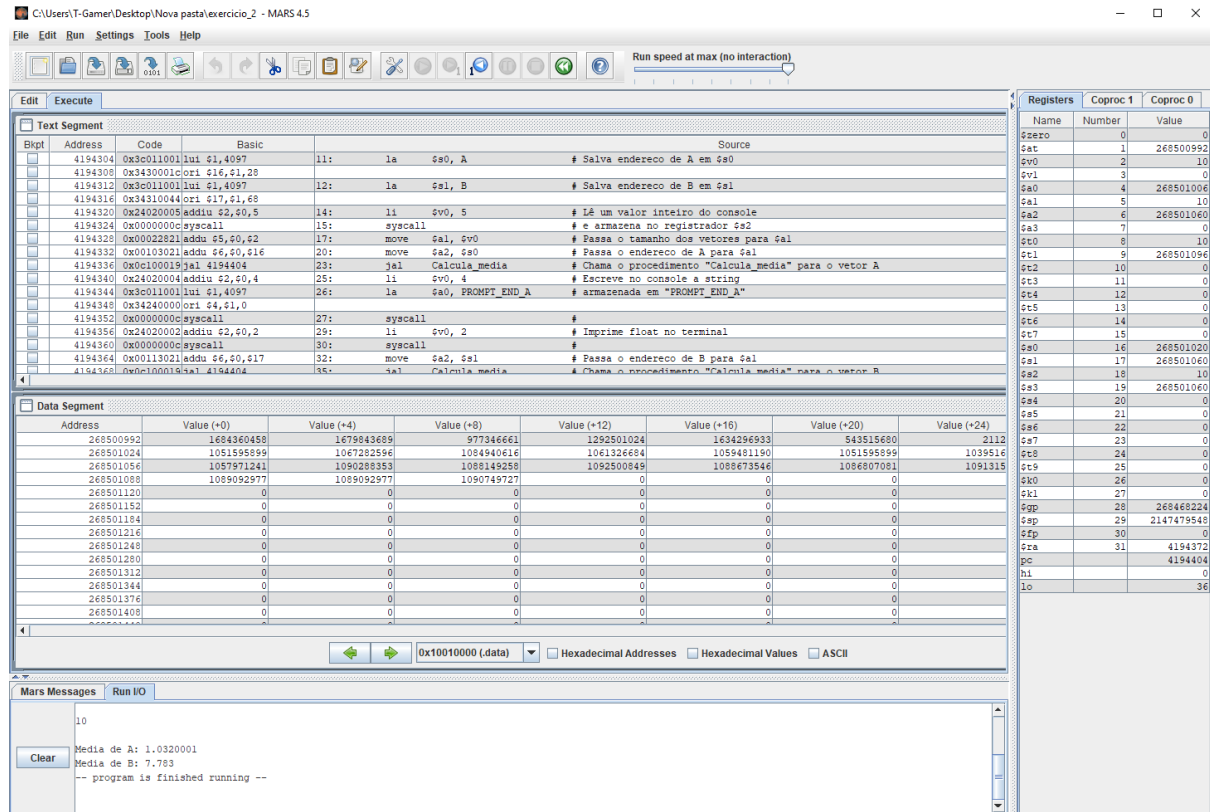 C:\Users\T-Gamer\Desktop\Nova pasta\exercicio_2 - MARS 4.5
File Edit Run Settings Tools Help
Run speed at max (no interaction)
Edit Execute
Text Segment
Bkpt Address Code Basic Source
4194304 0x3c011001 lui $1,4097 11: la $s0, A # Salva endereco de A em $s0
4194308 0x3430001c ori $16,$1,28
4194312 0x3c011001 lui $1,4097 12: la $s1, B # Salva endereco de B em $s1
4194316 0x34310044 ori $17,$1,68
4194320 0x24020005 addiu $2,$0,5 14: li $v0, 5 # Lê um valor inteiro do console
4194324 0x0000000c syscall 15: syscall # e armazena no registrador $s2
4194328 0x00022821 addu $5,$0,$2 17: move $a1, $v0 # Passa o tamanho dos vetores para $a1
4194332 0x00103021 addu $6,$0,$16 20: move $a2, $s0 # Passa o endereco de A para $a1
4194336 0x0c100019 jal 4194404 23: jal Calcula_media # Chama o procedimento "Calcula_media" para o vetor A
4194340 0x24020004 addiu $2,$0,4 25: li $v0, 4 # Escreve no console a string
4194344 0x3c011001 lui $1,4097 26: la $a0, PROMPT_END_A # armazenada em "PROMPT_END_A"
4194348 0x34240000 ori $4,$1,0
4194352 0x0000000c syscall 27: syscall #
4194356 0x24020002 addiu $2,$0,2 29: li $v0, 2 # Imprime float no terminal
4194360 0x0000000c syscall 30: syscall #
4194364 0x00113021 addu $6,$0,$17 32: move $a2, $s1 # Passa o endereco de B para $a1
4194368 0x0c100019 jal 4194404 35: jal Calcula_media # Chama o procedimento "Calcula_media" para o vetor B
Data Segment
Address Value (+0) Value (+4) Value (+8) Value (+12) Value (+16) Value (+20) Value (+24)
268500992 1684360458 1679843689 977346661 1292501024 1634296933 543515680 2112
268501024 1051595899 1067282596 1084940616 1061326684 1059481190 1051595899 1039516
268501056 1057971241 1090288353 1088149258 1092500849 1088673546 1086807081 1091315
268501088 1089092977 1089092977 1090749727 0 0 0
268501120 0 0 0 0 0 0
268501152 0 0 0 0 0 0
268501184 0 0 0 0 0 0
268501216 0 0 0 0 0 0
268501248 0 0 0 0 0 0
268501280 0 0 0 0 0 0
268501312 0 0 0 0 0 0
268501344 0 0 0 0 0 0
268501376 0 0 0 0 0 0
268501408 0 0 0 0 0 0
0x10010000 (.data) Hexadecimal Addresses Hexadecimal Values ASCII
Mars Messages Run I/O
Clear
10
Media de A: 1.0320001
Media de B: 7.783
-- program is finished running --
Registers Coproc 1 Coproc 0
Name Number Value
$zero 0 0
$at 1 268500992
$v0 2 10
$v1 3 0
$a0 4 268501006
$a1 5 10
$a2 6 268501060
$a3 7 0
$t0 8 10
$t1 9 268501096
$t2 10 0
$t3 11 0
$t4 12 0
$t5 13 0
$t6 14 0
$t7 15 0
$s0 16 268501020
$s1 17 268501060
$s2 18 10
$s3 19 268501060
$s4 20 0
$s5 21 0
$s6 22 0
$s7 23 0
$t8 24 0
$t9 25 0
$k0 26 0
$k1 27 0
$gp 28 268468224
$sp 29 2147479548
$fp 30 0
$ra 31 4194372
pc 4194404
hi 0
lo 36